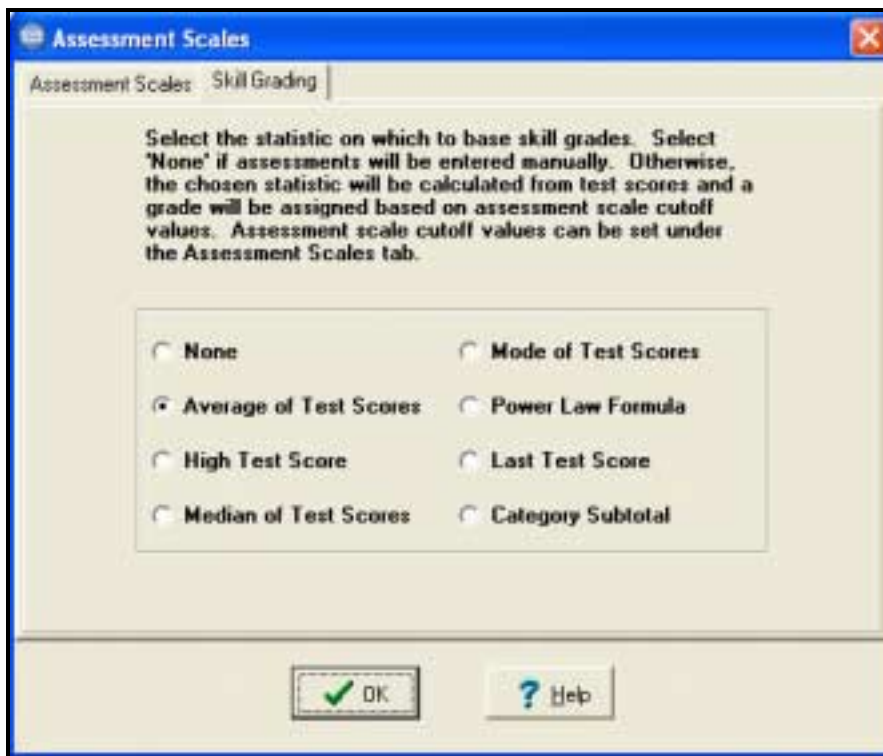 Assessment Scales
Assessment Scales Skill Grading
Select the statistic on which to base skill grades. Select
'None' if assessments will be entered manually. Otherwise,
the chosen statistic will be calculated from test scores and a
grade will be assigned based on assessment scale cutoff
values. Assessment scale cutoff values can be set under
the Assessment Scales tab.
None
Mode of Test Scores
Average of Test Scores
Power Law Formula
High Test Score
Last Test Score
Median of Test Scores
Category Subtotal
OK
? Help